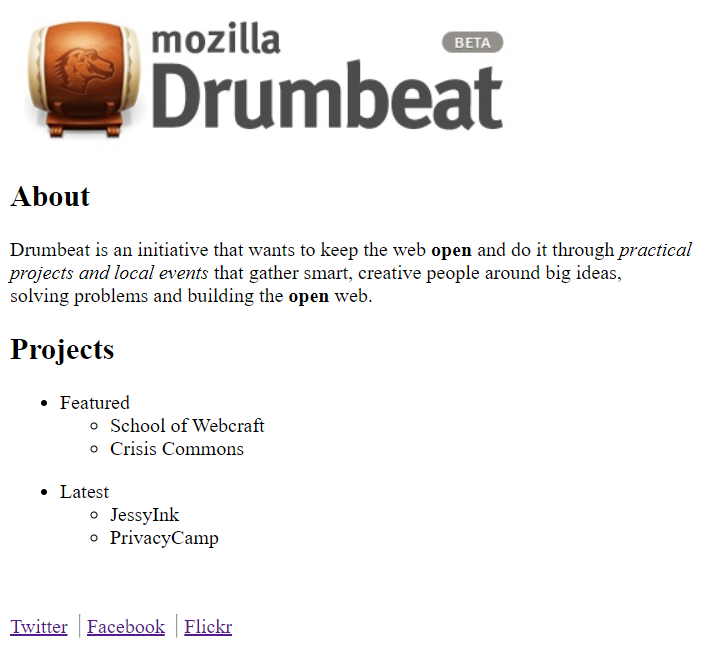 mozilla
BETA
Drumbeat
About
Drumbeat is an initiative that wants to keep the web open and do it through practical
projects and local events that gather smart, creative people around big ideas,
solving problems and building the open web.
Projects
Featured
School of Webcraft
Crisis Commons
Latest
JessyInk
PrivacyCamp
Twitter Facebook Flickr